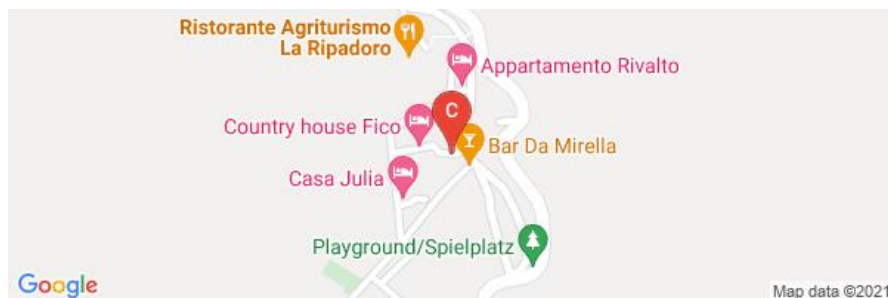 Ristorante Agriturismo
La Ripadoro
Appartamento Rivalto
C
Country house Fico
Bar Da Mirella
Casa Julia
Playground/Spielplatz
Google
Map data ©2021